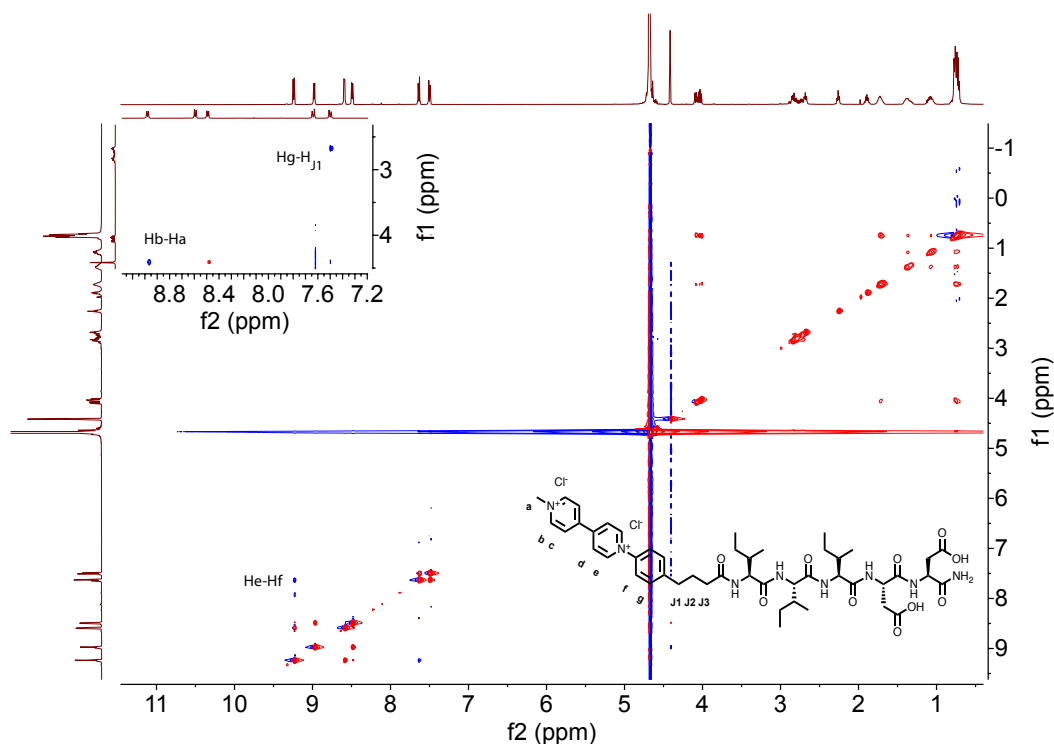 Hg-HJ1
Hb-Ha
3
4
f1 (ppm)
8.8 8.4 8.0 7.6 7.2
f2 (ppm)
-1
0
1
2
3
4
5
6
7
8
9
f1 (ppm)
He-Hf
Cl-
a
N+
b
c
Cl-
d
e
N+
f
g
J1 J2 J3
O
H
N
O
N
H
O
H
N
O
N
H
O
OH
O
H
N
O
OH
O
NH2
O
11 10 9 8 7 6 5 4 3 2 1
f2 (ppm)